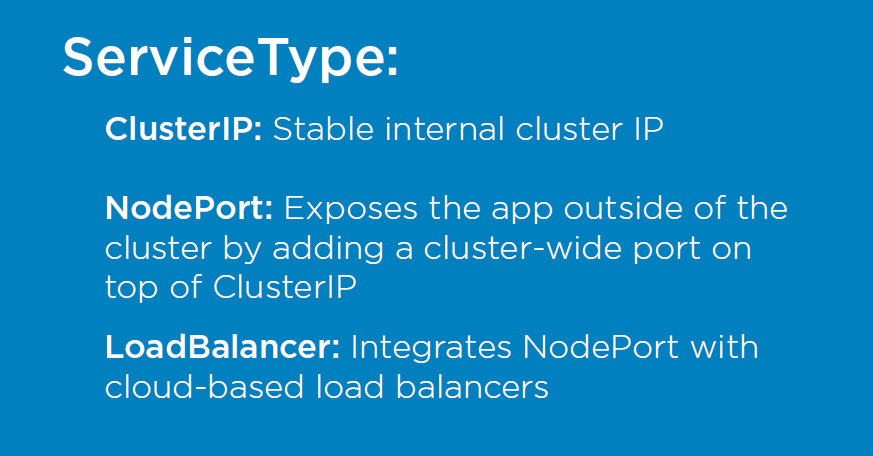 ServiceType:
ClusterIP: Stable internal cluster IP
NodePort: Exposes the app outside of the
cluster by adding a cluster-wide port on
top of ClusterIP
LoadBalancer: Integrates NodePort with
cloud-based load balancers